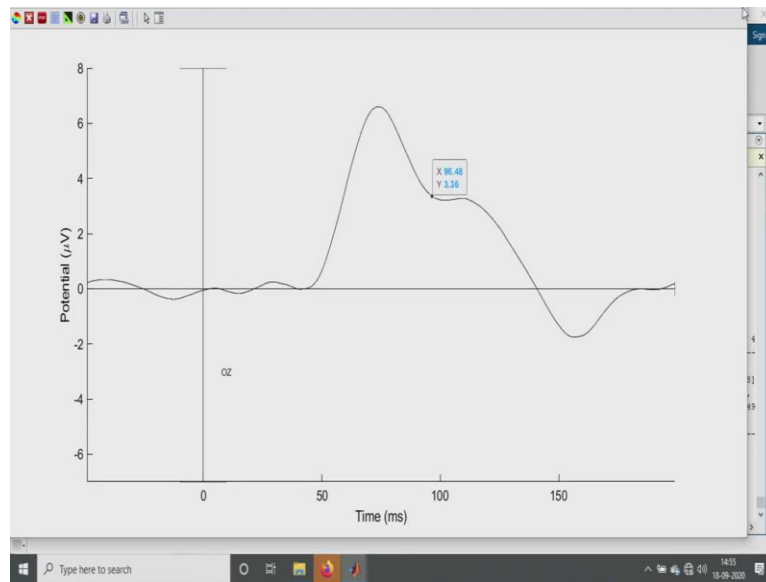 Sign
8
6
4
2
0
-2
-4
-6
Potential (μV)
X 96.48
Y 3.36
OZ
0
50
100
150
Time (ms)
Type here to search
14:55
18-09-2020